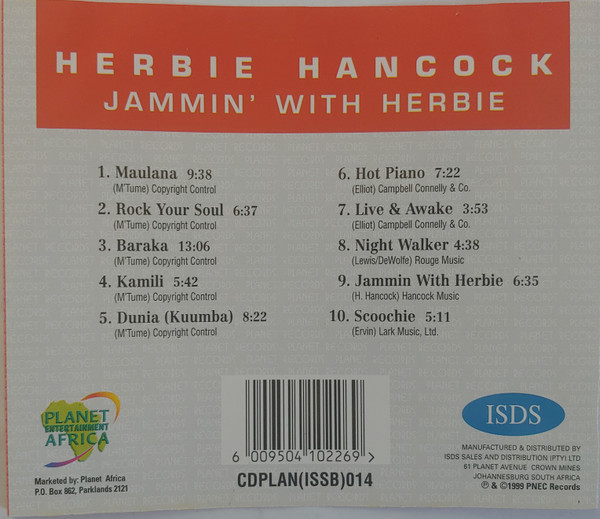 HERBIE HANCOCK
JAMMIN' WITH HERBIE
1. Maulana 9:38
(M'Tume) Copyright Control
2. Rock Your Soul 6:37
(M'Tume) Copyright Control
3. Baraka 13:06
(M'Tume) Copyright Control
4. Kamili 5:42
(M'Tume) Copyright Control
5. Dunia (Kuumba) 8:22
(M'Tume) Copyright Control
6. Hot Piano 7:22
(Elliot) Campbell Connelly & Co.
7. Live & Awake 3:53
(Elliot) Campbell Connelly & Co.
8. Night Walker 4:38
(Lewis/DeWolfe) Rouge Music
9. Jammin With Herbie 6:35
(H. Hancock) Hancock Music
10. Scoochie 5:11
(Ervin) Lark Music, Ltd.
PLANET
ENTERTAINMENT
AFRICA
Marketed by: Planet Africa
P.O. Box 862, Parklands 2121
6 009504 102269 >
CDPLAN(ISSB)014
ISDS
MANUFACTURED & DISTRIBUTED BY
ISDS SALES AND DISTRIBUTION (PTY) LTD
61 PLANET AVENUE CROWN MINES
JOHANNESBURG SOUTH AFRICA
℗ & ©1999 PNEC Records